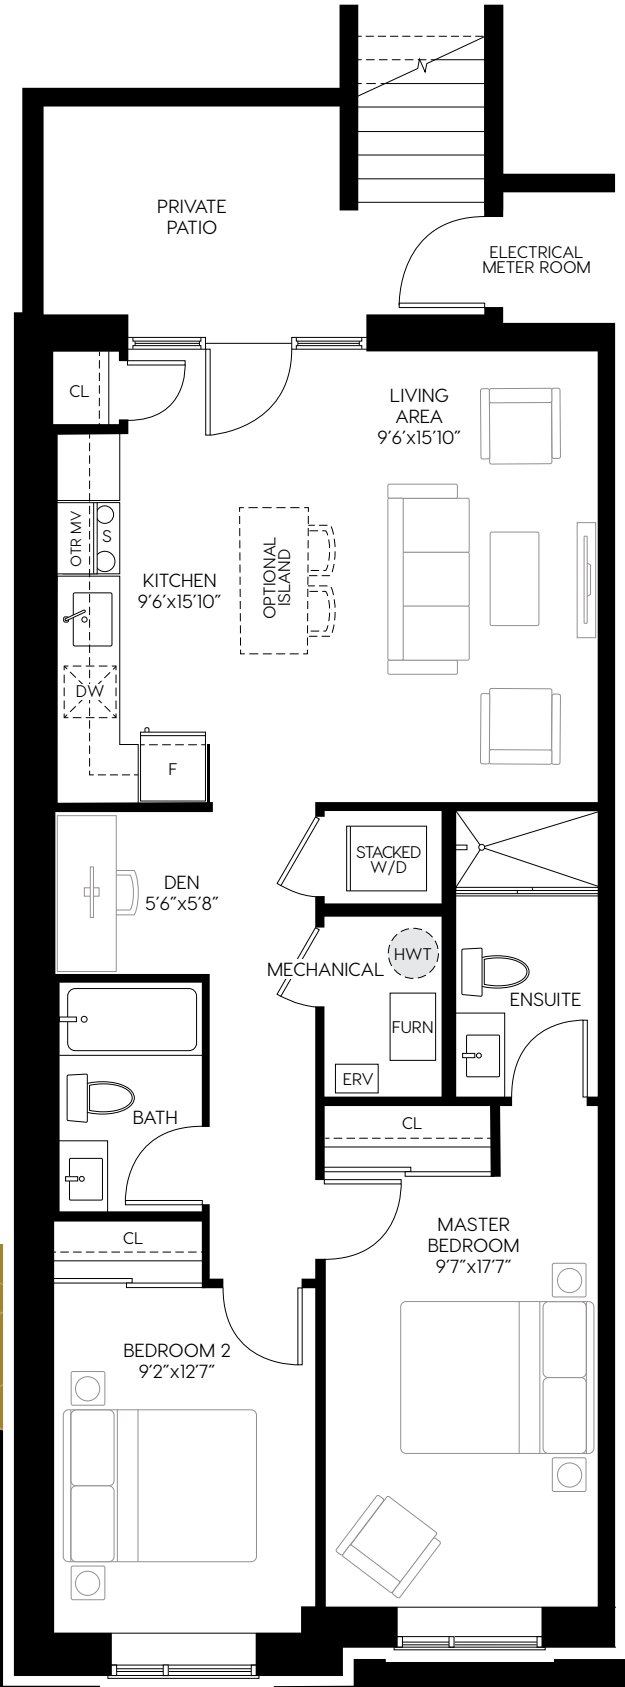 PRIVATE
PATIO
ELECTRICAL
METER ROOM
CL
LIVING
AREA
9'6'x15'10"
OTR MV
S
KITCHEN
9'6'x15'10"
OPTIONAL
ISLAND
DW
F
DEN
5'6"x5'8"
STACKED
W/D
MECHANICAL
HWT
FURN
ERV
ENSUITE
BATH
CL
CL
MASTER
BEDROOM
9'7"x17'7"
BEDROOM 2
9'2"x12'7"